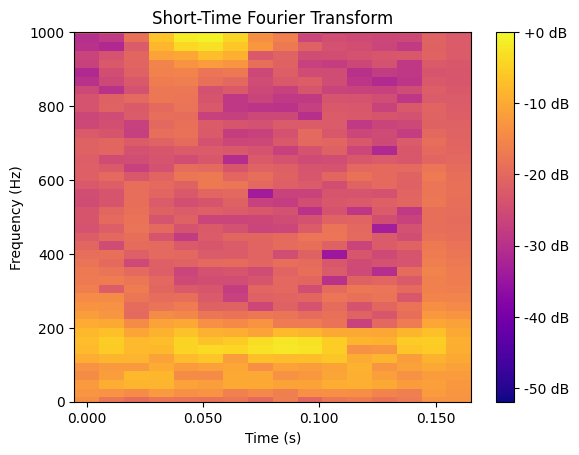 Short-Time Fourier Transform
1000
800
600
400
200
0
Frequency (Hz)
0.000
0.050
0.100
0.150
Time (s)
+0 dB
-10 dB
-20 dB
-30 dB
-40 dB
-50 dB